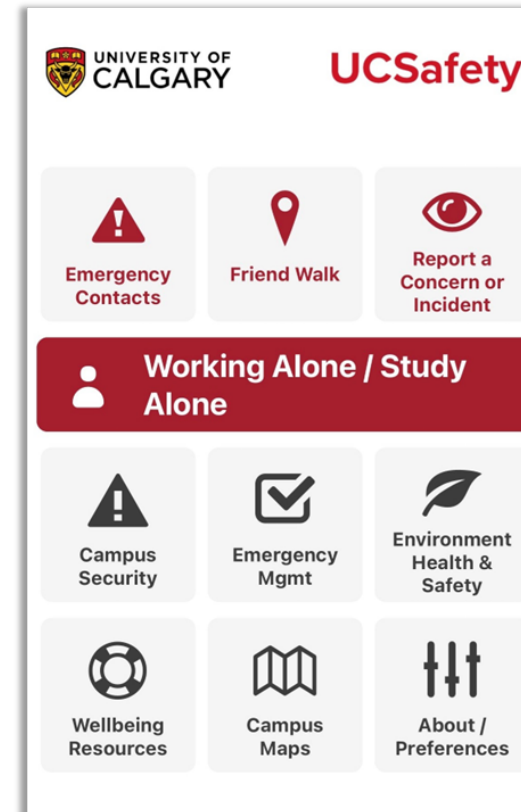 UNIVERSITY OF
CALGARY
UCSafety
Emergency
Contacts
Friend Walk
Report a
Concern or
Incident
Working Alone / Study
Alone
Campus
Security
Emergency
Mgmt
Environment
Health &
Safety
Wellbeing
Resources
Campus
Maps
About /
Preferences